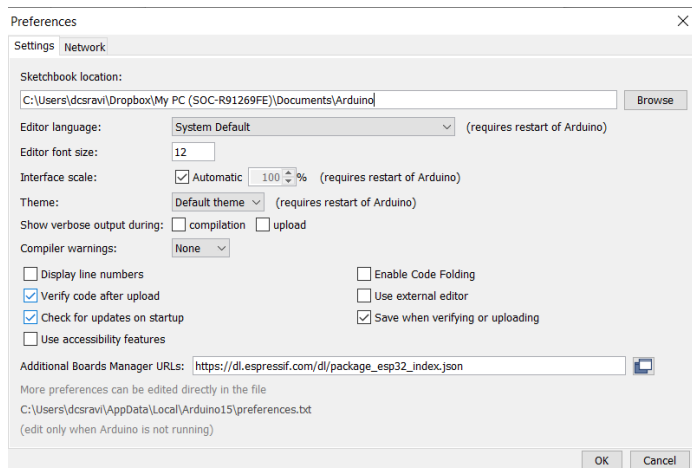 Preferences
Settings Network
Sketchbook location:
C:\Users\dcsravi\Dropbox\My PC (SOC-R91269FE)\Documents\Arduino Browse
Editor language: System Default (requires restart of Arduino)
Editor font size: 12
Interface scale: Automatic 100 % (requires restart of Arduino)
Theme: Default theme (requires restart of Arduino)
Show verbose output during: compilation upload
Compiler warnings: None
Display line numbers Enable Code Folding
Verify code after upload Use external editor
Check for updates on startup Save when verifying or uploading
Use accessibility features
Additional Boards Manager URLs: https://dl.espressif.com/dl/package_esp32_index.json
More preferences can be edited directly in the file
C:\Users\dcsravi\AppData\Local\Arduino15\preferences.txt
(edit only when Arduino is not running)
OK Cancel